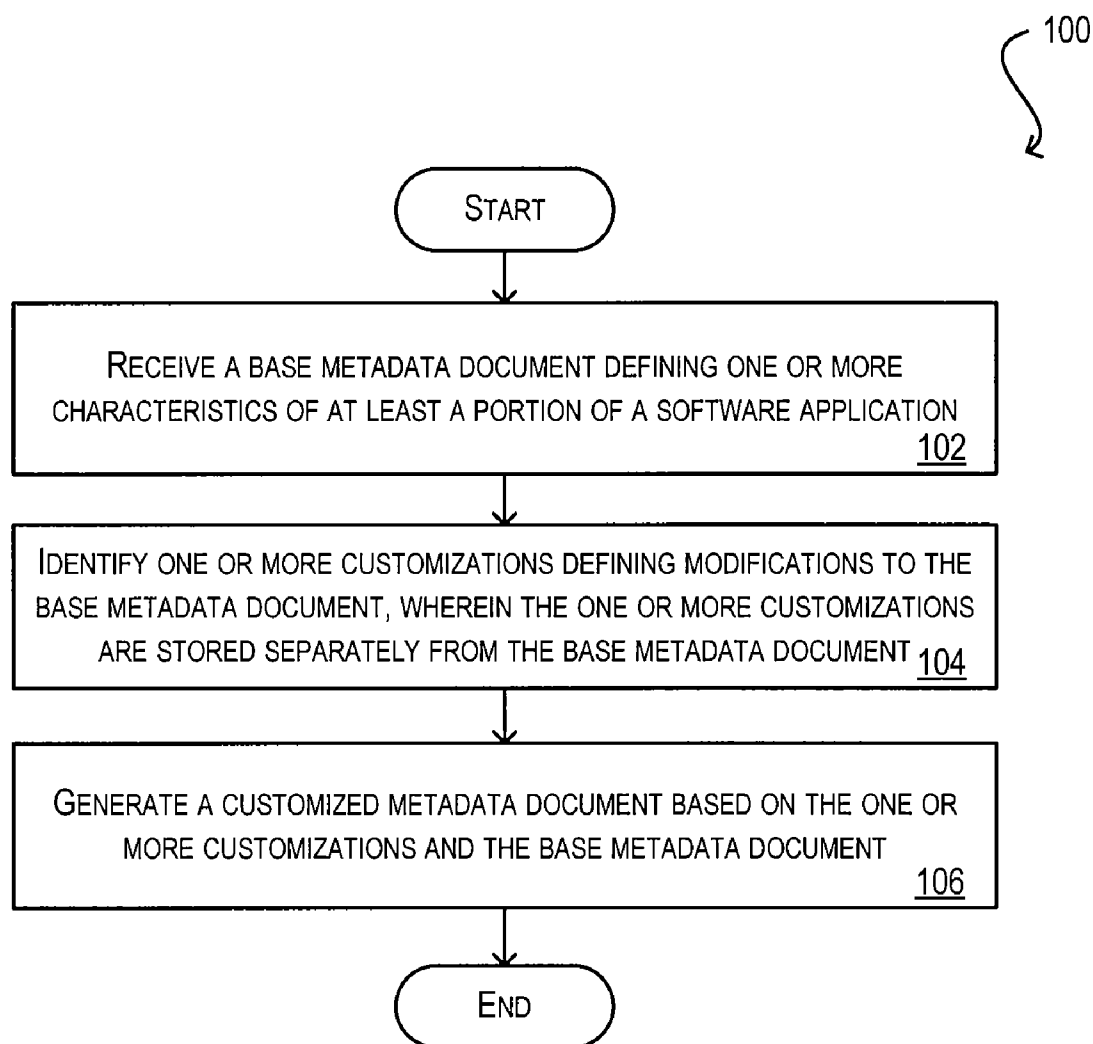 100
START
RECEIVE A BASE METADATA DOCUMENT DEFINING ONE OR MORE
CHARACTERISTICS OF AT LEAST A PORTION OF A SOFTWARE APPLICATION
102
IDENTIFY ONE OR MORE CUSTOMIZATIONS DEFINING MODIFICATIONS TO THE
BASE METADATA DOCUMENT, WHEREIN THE ONE OR MORE CUSTOMIZATIONS
ARE STORED SEPARATELY FROM THE BASE METADATA DOCUMENT
104
GENERATE A CUSTOMIZED METADATA DOCUMENT BASED ON THE ONE OR
MORE CUSTOMIZATIONS AND THE BASE METADATA DOCUMENT
106
END